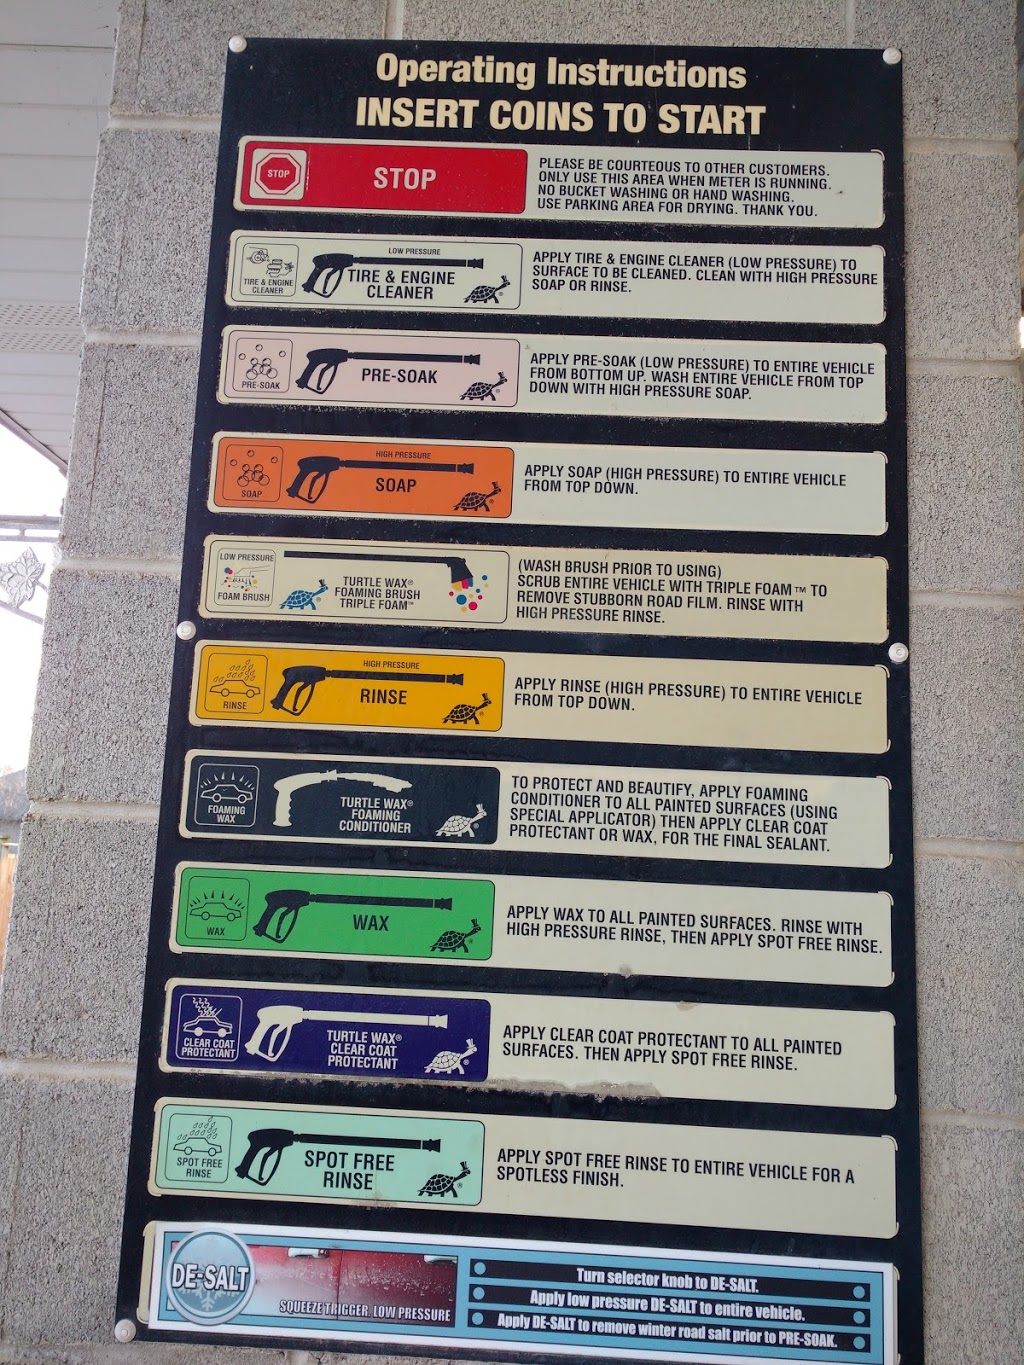 Operating Instructions
INSERT COINS TO START
STOP
STOP
PLEASE BE COURTEOUS TO OTHER CUSTOMERS.
ONLY USE THIS AREA WHEN METER IS RUNNING.
NO BUCKET WASHING OR HAND WASHING.
USE PARKING AREA FOR DRYING. THANK YOU.
TIRE & ENGINE
CLEANER
LOW PRESSURE
TIRE & ENGINE
CLEANER
APPLY TIRE & ENGINE CLEANER (LOW PRESSURE) TO
SURFACE TO BE CLEANED. CLEAN WITH HIGH PRESSURE
SOAP OR RINSE.
PRE-SOAK
PRE-SOAK
APPLY PRE-SOAK (LOW PRESSURE) TO ENTIRE VEHICLE
FROM BOTTOM UP. WASH ENTIRE VEHICLE FROM TOP
DOWN WITH HIGH PRESSURE SOAP.
SOAP
HIGH PRESSURE
SOAP
APPLY SOAP (HIGH PRESSURE) TO ENTIRE VEHICLE
FROM TOP DOWN.
LOW PRESSURE
FOAM BRUSH
TURTLE WAX®
FOAMING BRUSH
TRIPLE FOAM™
(WASH BRUSH PRIOR TO USING)
SCRUB ENTIRE VEHICLE WITH TRIPLE FOAM™ TO
REMOVE STUBBORN ROAD FILM. RINSE WITH
HIGH PRESSURE RINSE.
RINSE
HIGH PRESSURE
RINSE
APPLY RINSE (HIGH PRESSURE) TO ENTIRE VEHICLE
FROM TOP DOWN.
FOAMING
WAX
TURTLE WAX®
FOAMING
CONDITIONER
TO PROTECT AND BEAUTIFY, APPLY FOAMING
CONDITIONER TO ALL PAINTED SURFACES (USING
SPECIAL APPLICATOR) THEN APPLY CLEAR COAT
PROTECTANT OR WAX, FOR THE FINAL SEALANT.
WAX
WAX
APPLY WAX TO ALL PAINTED SURFACES. RINSE WITH
HIGH PRESSURE RINSE, THEN APPLY SPOT FREE RINSE.
CLEAR COAT
PROTECTANT
TURTLE WAX®
CLEAR COAT
PROTECTANT
APPLY CLEAR COAT PROTECTANT TO ALL PAINTED
SURFACES. THEN APPLY SPOT FREE RINSE.
SPOT FREE
RINSE
SPOT FREE
RINSE
APPLY SPOT FREE RINSE TO ENTIRE VEHICLE FOR A
SPOTLESS FINISH.
DE-SALT
SQUEEZE TRIGGER LOW PRESSURE
Turn selector knob to DE-SALT.
Apply low pressure DE-SALT to entire vehicle.
Apply DE-SALT to remove winter road salt prior to PRE-SOAK.